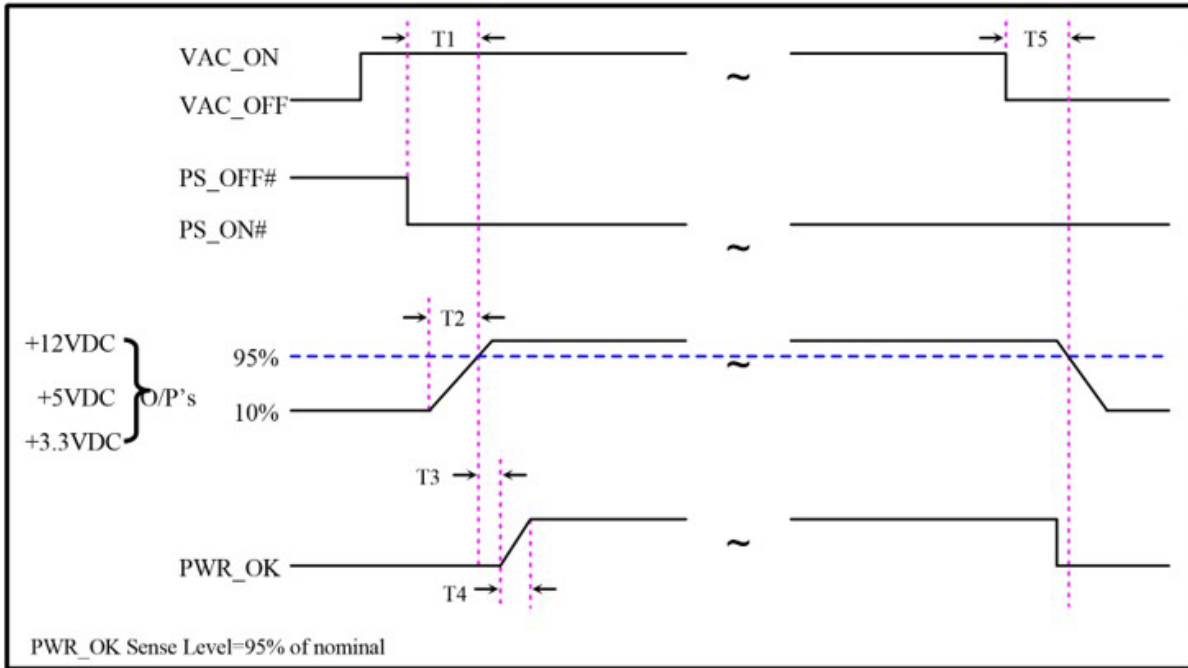 T1
T5
VAC_ON
VAC_OFF
PS_OFF#
PS_ON#
~
~
T2
+12VDC
95%
+5VDC
O/P's
10%
+3.3VDC
~
T3
PWR_OK
~
T4
PWR_OK Sense Level=95% of nominal